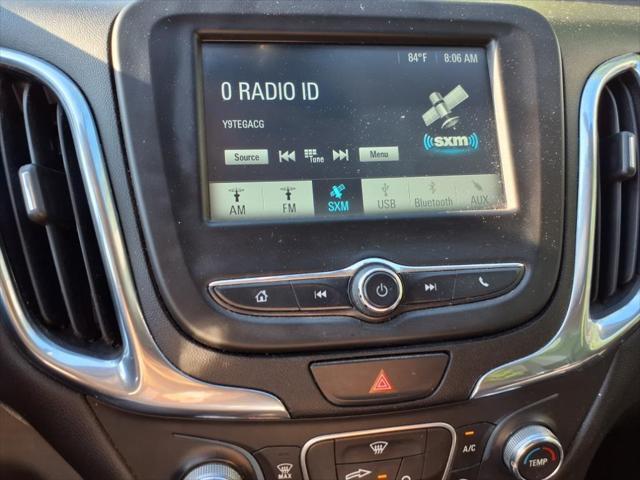 84°F 8:06 AM
0 RADIO ID
Y9TEGACG
sxm
Source Tune Menu
AM FM SXM USB Bluetooth AUX
A/C
MAX TEMP